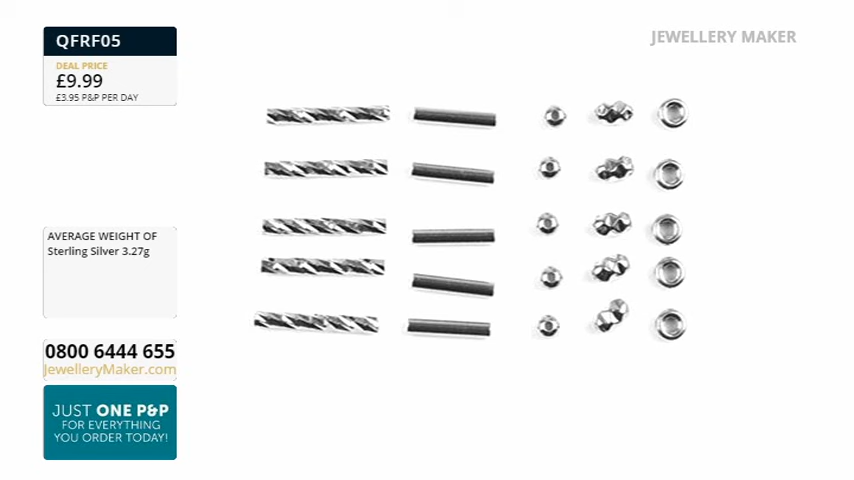 QFRF05
DEAL PRICE
£9.99
£3.95 P&P PER DAY
JEWELLERY MAKER
AVERAGE WEIGHT OF
Sterling Silver 3.27g
0800 6444 655
JewelleryMaker.com
JUST ONE P&P
FOR EVERYTHING
YOU ORDER TODAY!